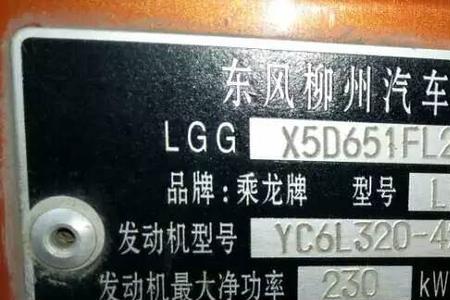 东风柳州汽车
LGG X5D651FL2
品牌:乘龙牌 型号 L
发动机型号 YC6L320-4
发动机最大净功率 230 kW